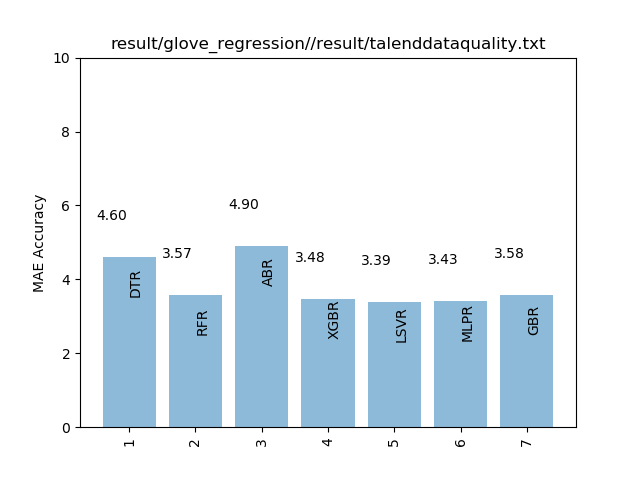 result/glove_regression//result/talenddataquality.txt
MAE Accuracy
10
8
6
4
2
0
4.60
3.57
4.90
3.48
3.39
3.43
3.58
DTR
RFR
ABR
XGBR
LSVR
MLPR
GBR
1
2
3
4
5
6
7